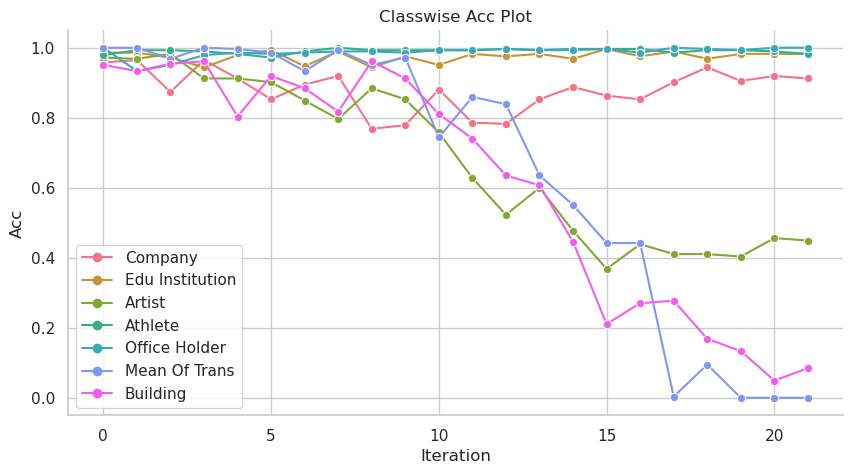 Classwise Acc Plot
1.0
0.8
0.6
0.4
0.2
0.0
Acc
Company
Edu Institution
Artist
Athlete
Office Holder
Mean Of Trans
Building
0 5 10 15 20
Iteration